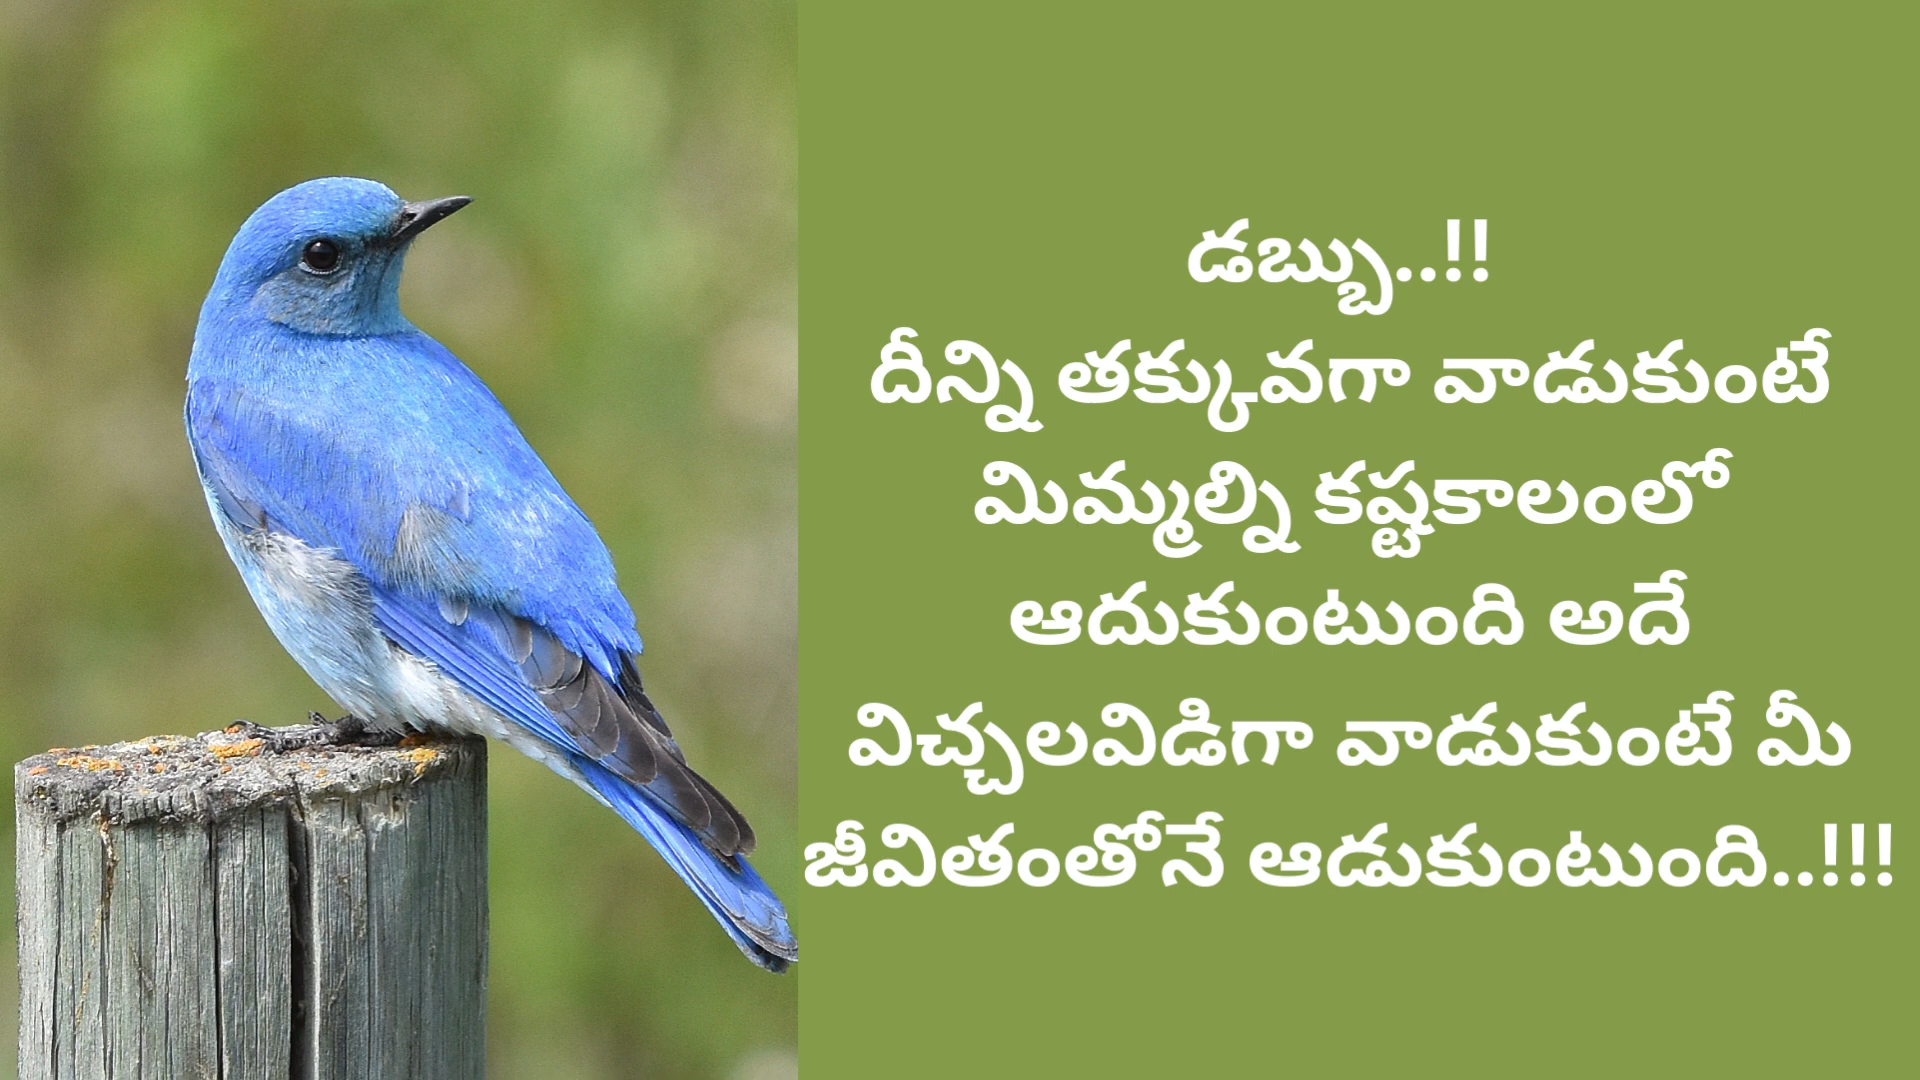 డబ్బు..!!
దీన్ని తక్కువగా వాడుకుంటే
మిమ్మల్ని కష్టకాలంలో
ఆదుకుంటుంది అదే
విచ్చలవిడిగా వాడుకుంటే మీ
జీవితంతోనే ఆడుకుంటుంది..!!!